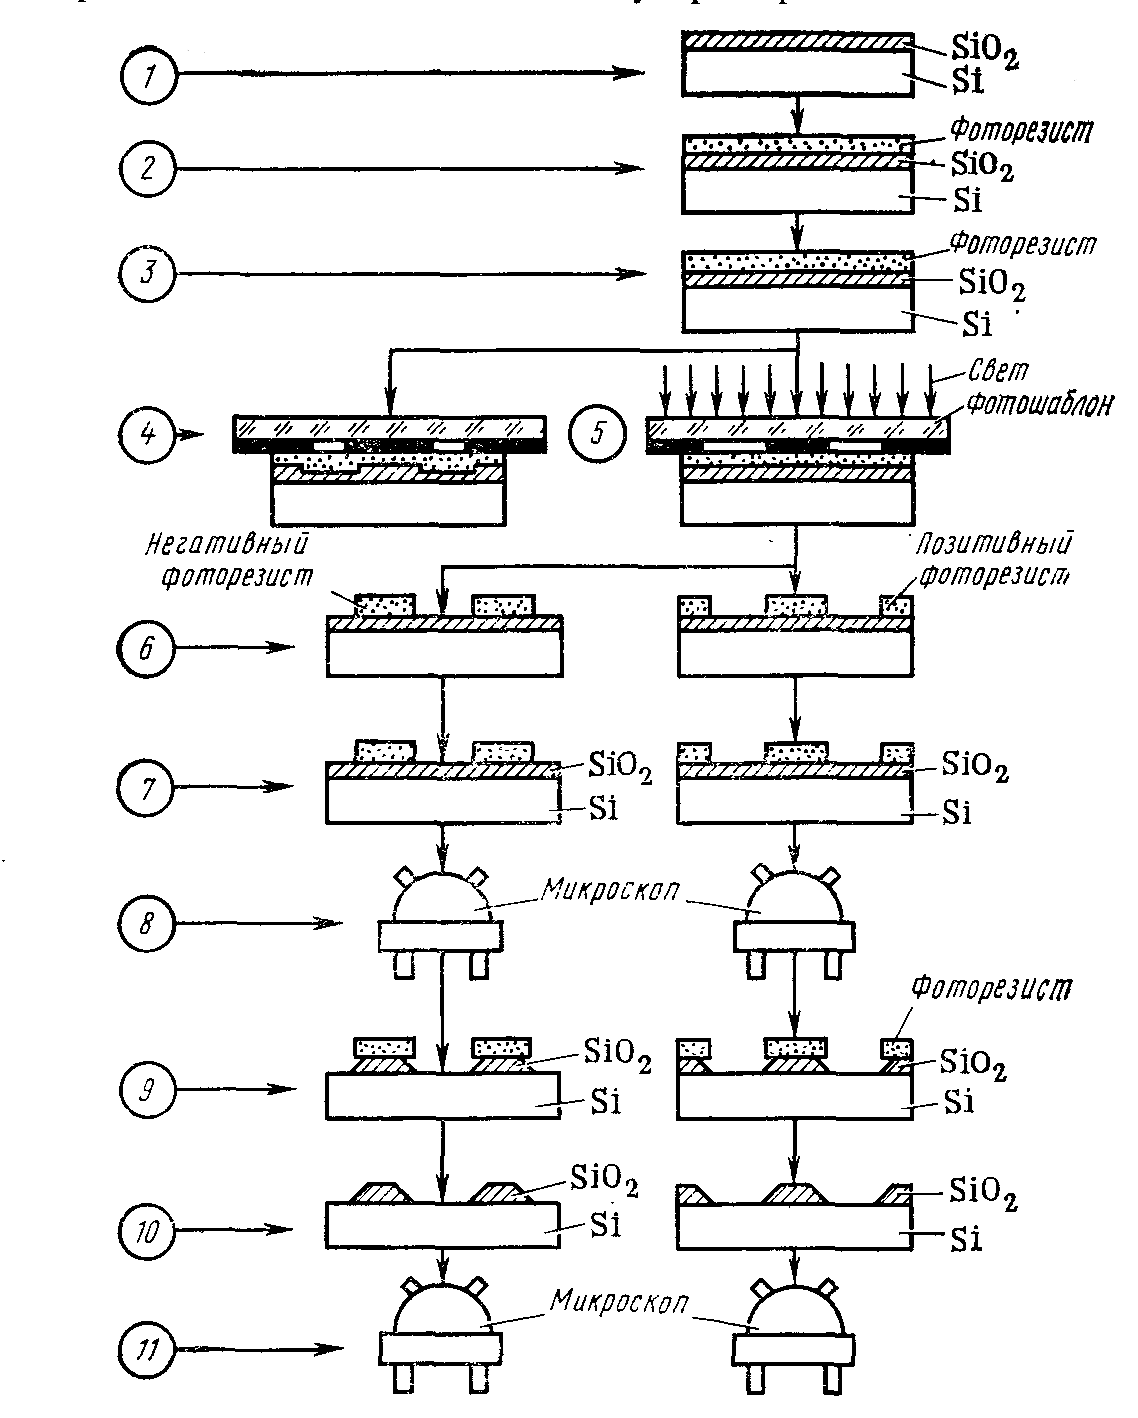 1
SiO2
Si
2
Фоторезист
SiO2
Si
3
Фоторезист
SiO2
Si
4
5
Свет
Фотошаблон
Негативный
фоторезист
Позитивный
фоторезист
6
7
SiO2
Si
SiO2
Si
8
Микроскоп
9
SiO2
Si
Фоторезист
SiO2
Si
10
SiO2
Si
SiO2
Si
11
Микроскоп